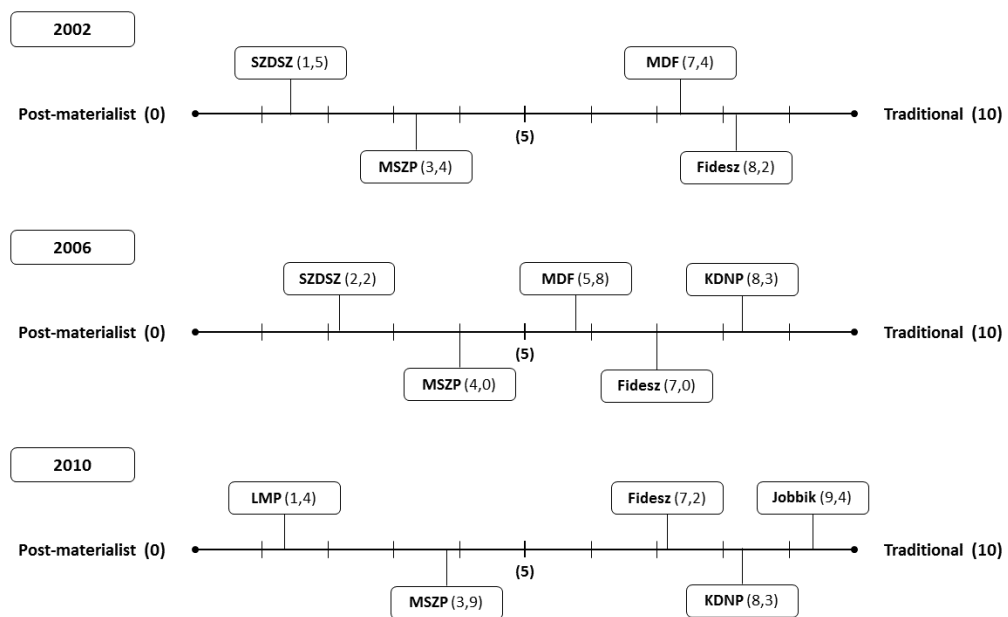 2002
SZDSZ (1,5)
MDF (7,4)
Post-materialist (0)
Traditional (10)
(5)
MSZP (3,4)
Fidesz (8,2)
2006
SZDSZ (2,2)
MDF (5,8)
KDNP (8,3)
Post-materialist (0)
Traditional (10)
(5)
MSZP (4,0)
Fidesz (7,0)
2010
LMP (1,4)
Fidesz (7,2)
Jobbik (9,4)
Post-materialist (0)
Traditional (10)
(5)
MSZP (3,9)
KDNP (8,3)